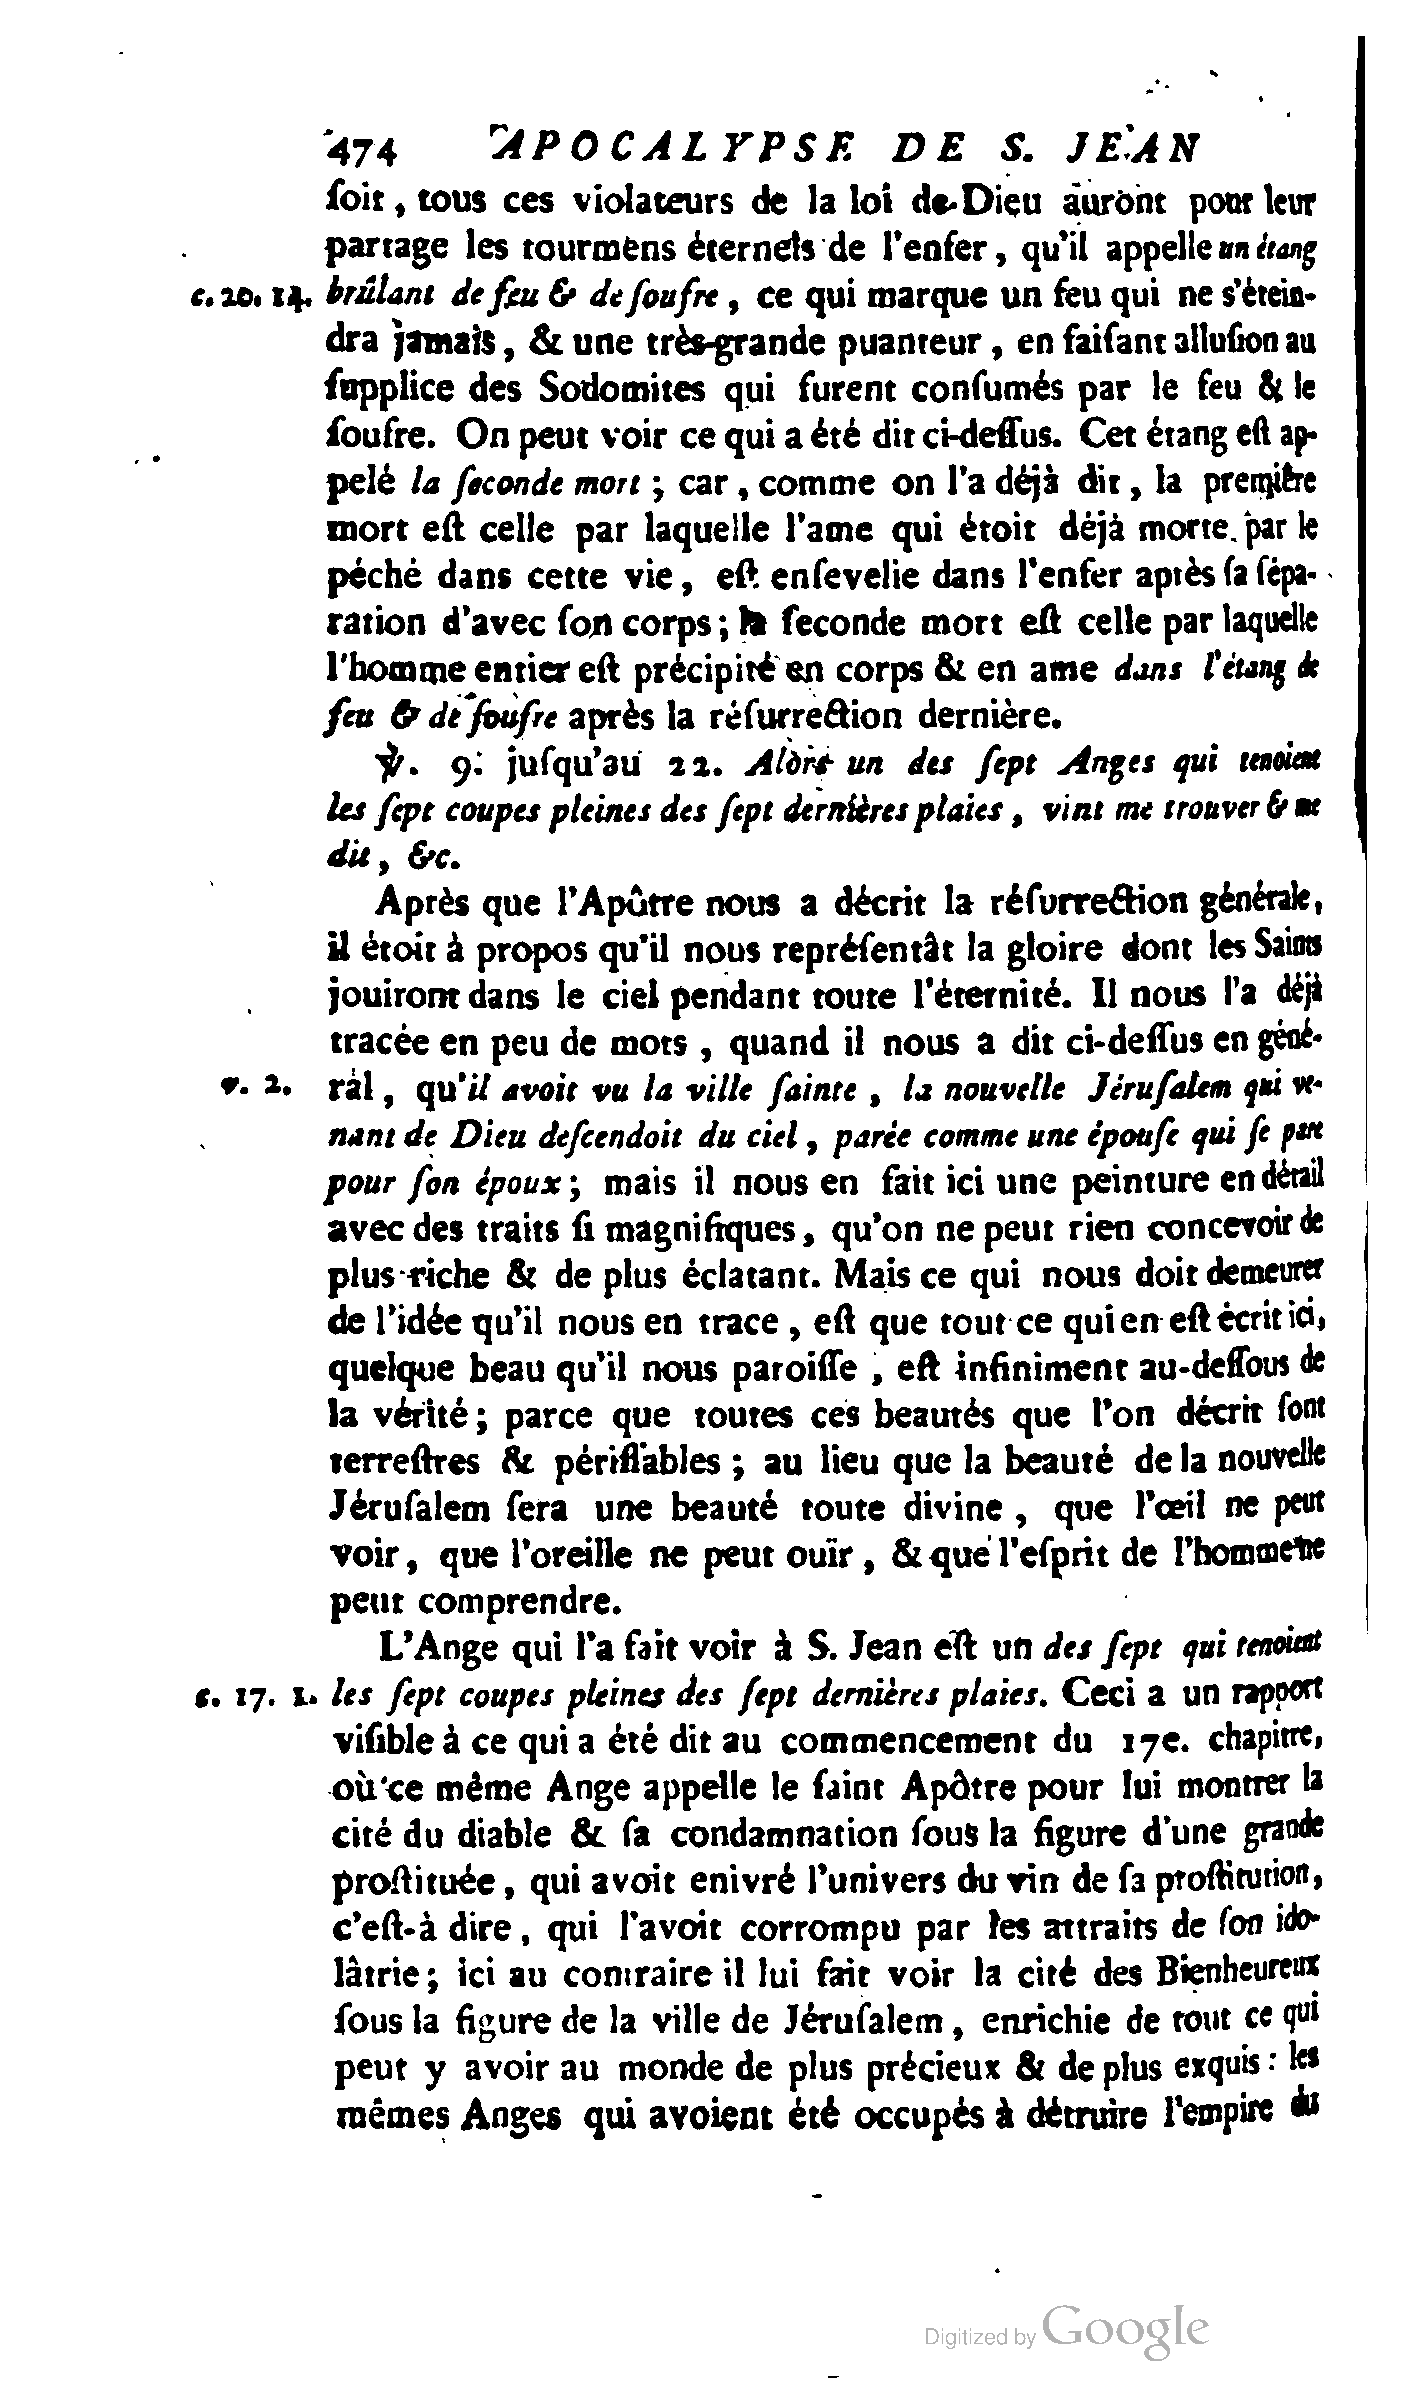 474 APOCALYPSE DE S. JEAN
ſoit, tous ces violateurs de la loi de Dieu auront pour leur
partage les tourmens éternels de l'enfer, qu'il appelle un étang
c. 20. 14. brûlant de feu & de ſoufre, ce qui marque un feu qui ne s'étein-
dra jamais, & une très-grande puanteur, en faiſant alluſion au
ſupplice des Sodomites qui furent conſumés par le feu & le
ſoufre. On peut voir ce qui a été dit ci-deſſus. Cet étang eſt ap-
pelé la ſeconde mort; car, comme on l'a déjà dit, la première
mort eſt celle par laquelle l'ame qui étoit déjà morte par le
péché dans cette vie, eſt enſevelie dans l'enfer après ſa ſépa-
ration d'avec ſon corps; la ſeconde mort eſt celle par laquelle
l'homme entier eſt précipité en corps & en ame dans l'étang de
feu & de ſoufre après la réſurrection dernière.
℣. 9. juſqu'au 22. Alors un des ſept Anges qui tenoient
les ſept coupes pleines des ſept dernières plaies, vint me trouver & me
dit, &c.
Après que l'Apûtre nous a décrit la réſurrection générale,
il étoit à propos qu'il nous repréſentât la gloire dont les Saints
jouiront dans le ciel pendant toute l'éternité. Il nous l'a déjà
tracée en peu de mots, quand il nous a dit ci-deſſus en géné-
v. 2. ral, qu'il avoit vu la ville ſainte, la nouvelle Jéruſalem qui ve-
nant de Dieu deſcendoit du ciel, parée comme une épouſe qui ſe pare
pour ſon époux; mais il nous en fait ici une peinture en détail
avec des traits ſi magnifiques, qu'on ne peut rien concevoir de
plus riche & de plus éclatant. Mais ce qui nous doit demeurer
de l'idée qu'il nous en trace, eſt que tout ce qui en eſt écrit ici,
quelque beau qu'il nous paroiſſe, eſt infiniment au-deſſous de
la vérité; parce que toutes ces beautés que l'on décrit ſont
terreſtres & périſſables; au lieu que la beauté de la nouvelle
Jéruſalem ſera une beauté toute divine, que l'œil ne peut
voir, que l'oreille ne peut ouïr, & que l'eſprit de l'homme ne
peut comprendre.
L'Ange qui l'a fait voir à S. Jean eſt un des ſept qui tenoient
c. 17. 1. les ſept coupes pleines des ſept dernières plaies. Ceci a un rapport
viſible à ce qui a été dit au commencement du 17e. chapitre,
où ce même Ange appelle le ſaint Apôtre pour lui montrer la
cité du diable & ſa condamnation ſous la figure d'une grande
proſtituée, qui avoit enivré l'univers du vin de ſa proſtitution,
c'eſt-à dire, qui l'avoit corrompu par les attraits de ſon ido-
lâtrie; ici au contraire il lui fait voir la cité des Bienheureux
ſous la figure de la ville de Jéruſalem, enrichie de tout ce qui
peut y avoir au monde de plus précieux & de plus exquis: les
mêmes Anges qui avoient été occupés à détruire l'empire du
Digitized by Google